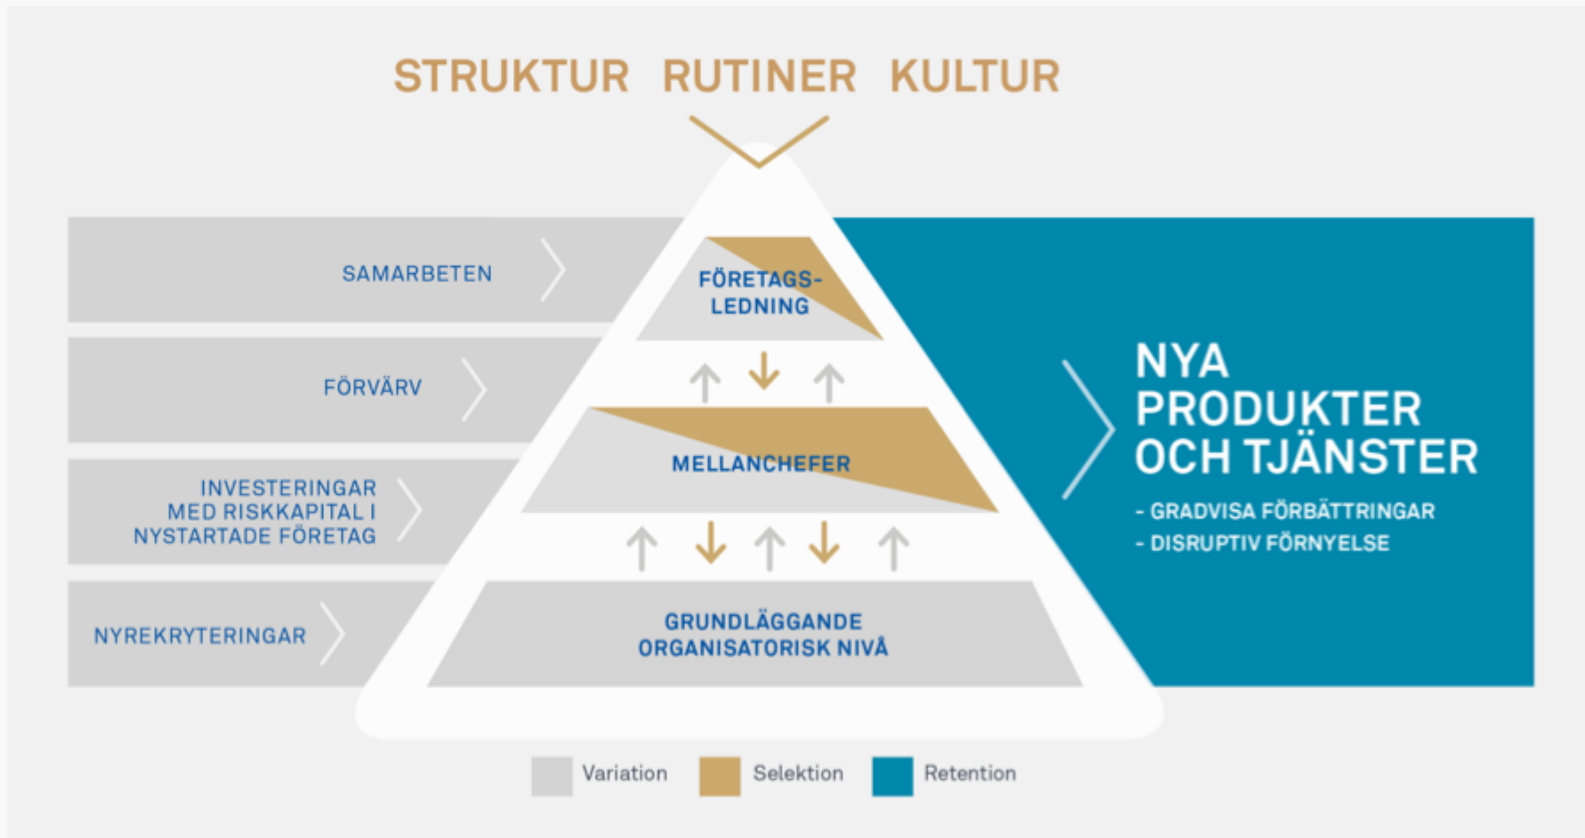 STRUKTUR RUTINER KULTUR
SAMARBETEN
FÖRVÄRV
INVESTERINGAR
MED RISKKAPITAL I
NYSTARTADE FÖRETAG
NYREKRYTERINGAR
FÖRETAGS-
LEDNING
MELLANCHEFER
GRUNDLÄGGANDE
ORGANISATORISK NIVÅ
NYA
PRODUKTER
OCH TJÄNSTER
- GRADVISA FÖRBÄTTRINGAR
- DISRUPTIV FÖRNYELSE
Variation
Selektion
Retention